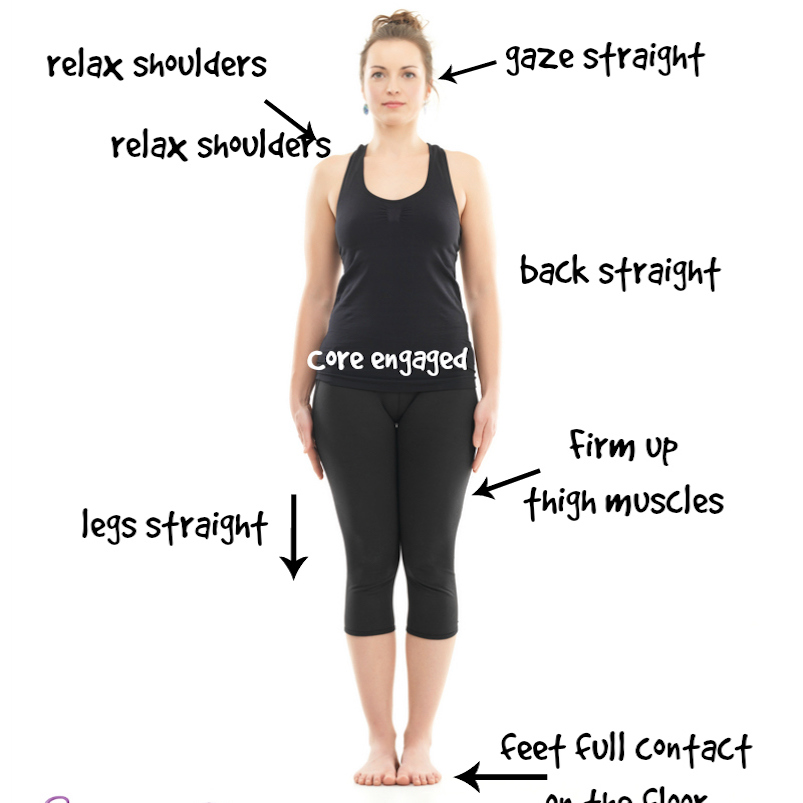 relax shoulders
gaze straight
relax shoulders
back straight
core engaged
firm up
thigh muscles
legs straight
feet full contact
on the floor